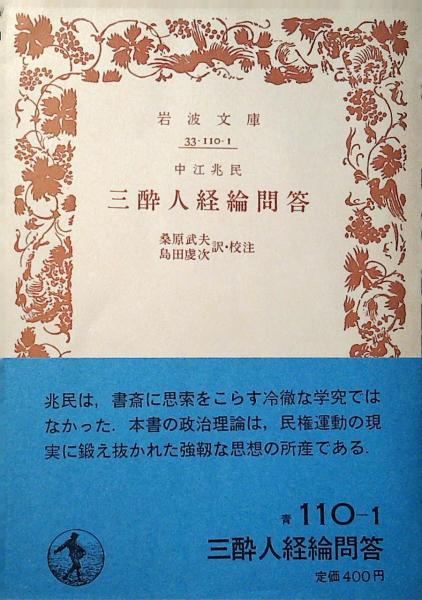 岩波文庫
33-110-1
中江兆民
三酔人経綸問答
桑原武夫
島田虔次
訳・校注
兆民は，書斎に思索をこらす冷徹な学究では
なかった．本書の政治理論は，民権運動の現
実に鍛え抜かれた強靱な思想の所産である．
青 110-1
三酔人経綸問答
定価400円